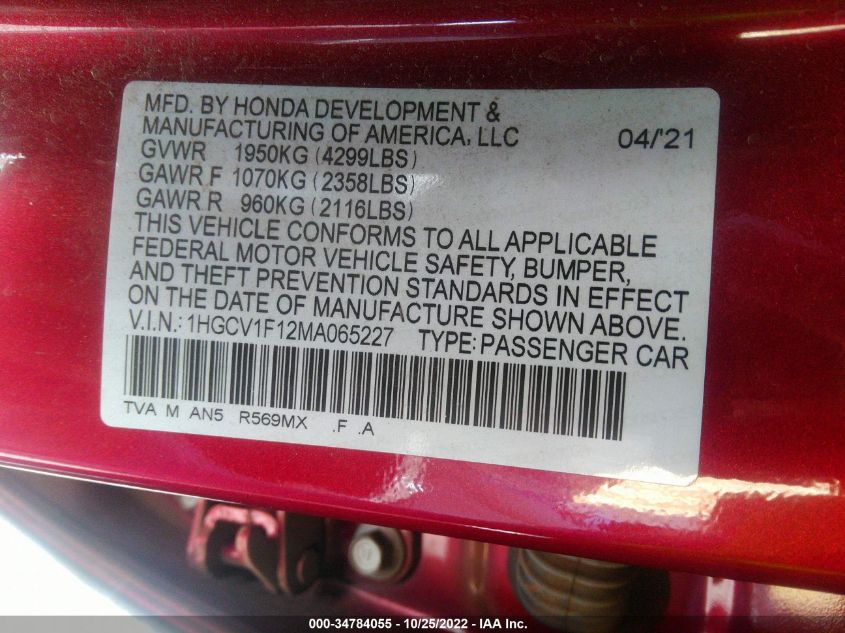 MFD. BY HONDA DEVELOPMENT &
MANUFACTURING OF AMERICA, LLC 04/'21
GVWR 1950KG (4299LBS)
GAWR F 1070KG (2358LBS)
GAWR R 960KG (2116LBS)
THIS VEHICLE CONFORMS TO ALL APPLICABLE
FEDERAL MOTOR VEHICLE SAFETY, BUMPER,
AND THEFT PREVENTION STANDARDS IN EFFECT
ON THE DATE OF MANUFACTURE SHOWN ABOVE.
V.I.N.: 1HGCV1F12MA065227 TYPE: PASSENGER CAR
TVA M AN5 R569MX .F .A
000-34784055 - 10/25/2022 - IAA Inc.